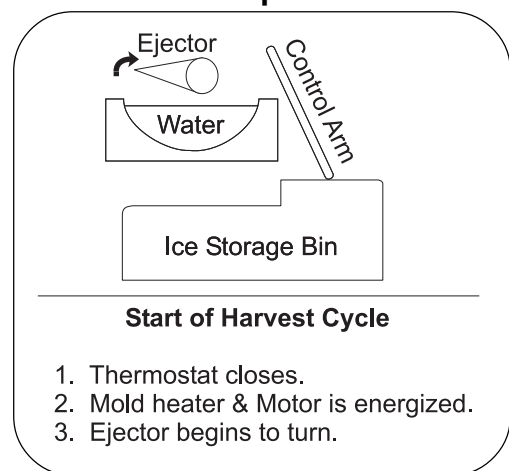 Ejector
Control Arm
Water
Ice Storage Bin
Start of Harvest Cycle
1. Thermostat closes.
2. Mold heater & Motor is energized.
3. Ejector begins to turn.